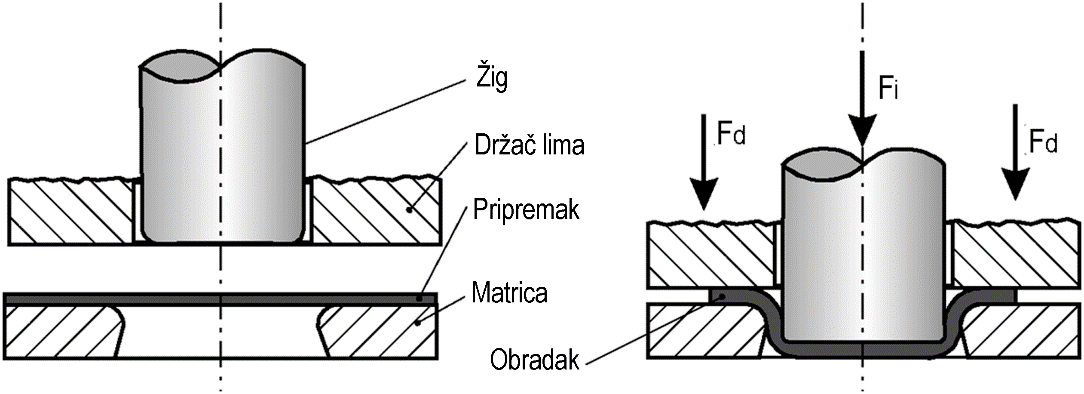 Žig
Držač lima
Pripremak
Matrica
Obradak
Fd
Fi
Fd